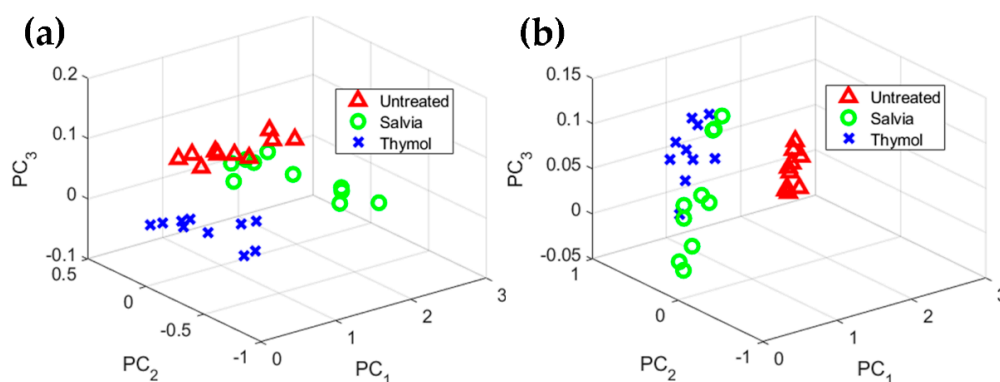 (a)
0.2
0.1
0
-0.1
PC3
0.5
0
-0.5
-1
PC2
0
1
2
3
PC1
Untreated
Salvia
Thymol
(b)
0.15
0.1
0.05
0
-0.05
PC3
1
0
-1
PC2
0
1
2
3
PC1
Untreated
Salvia
Thymol